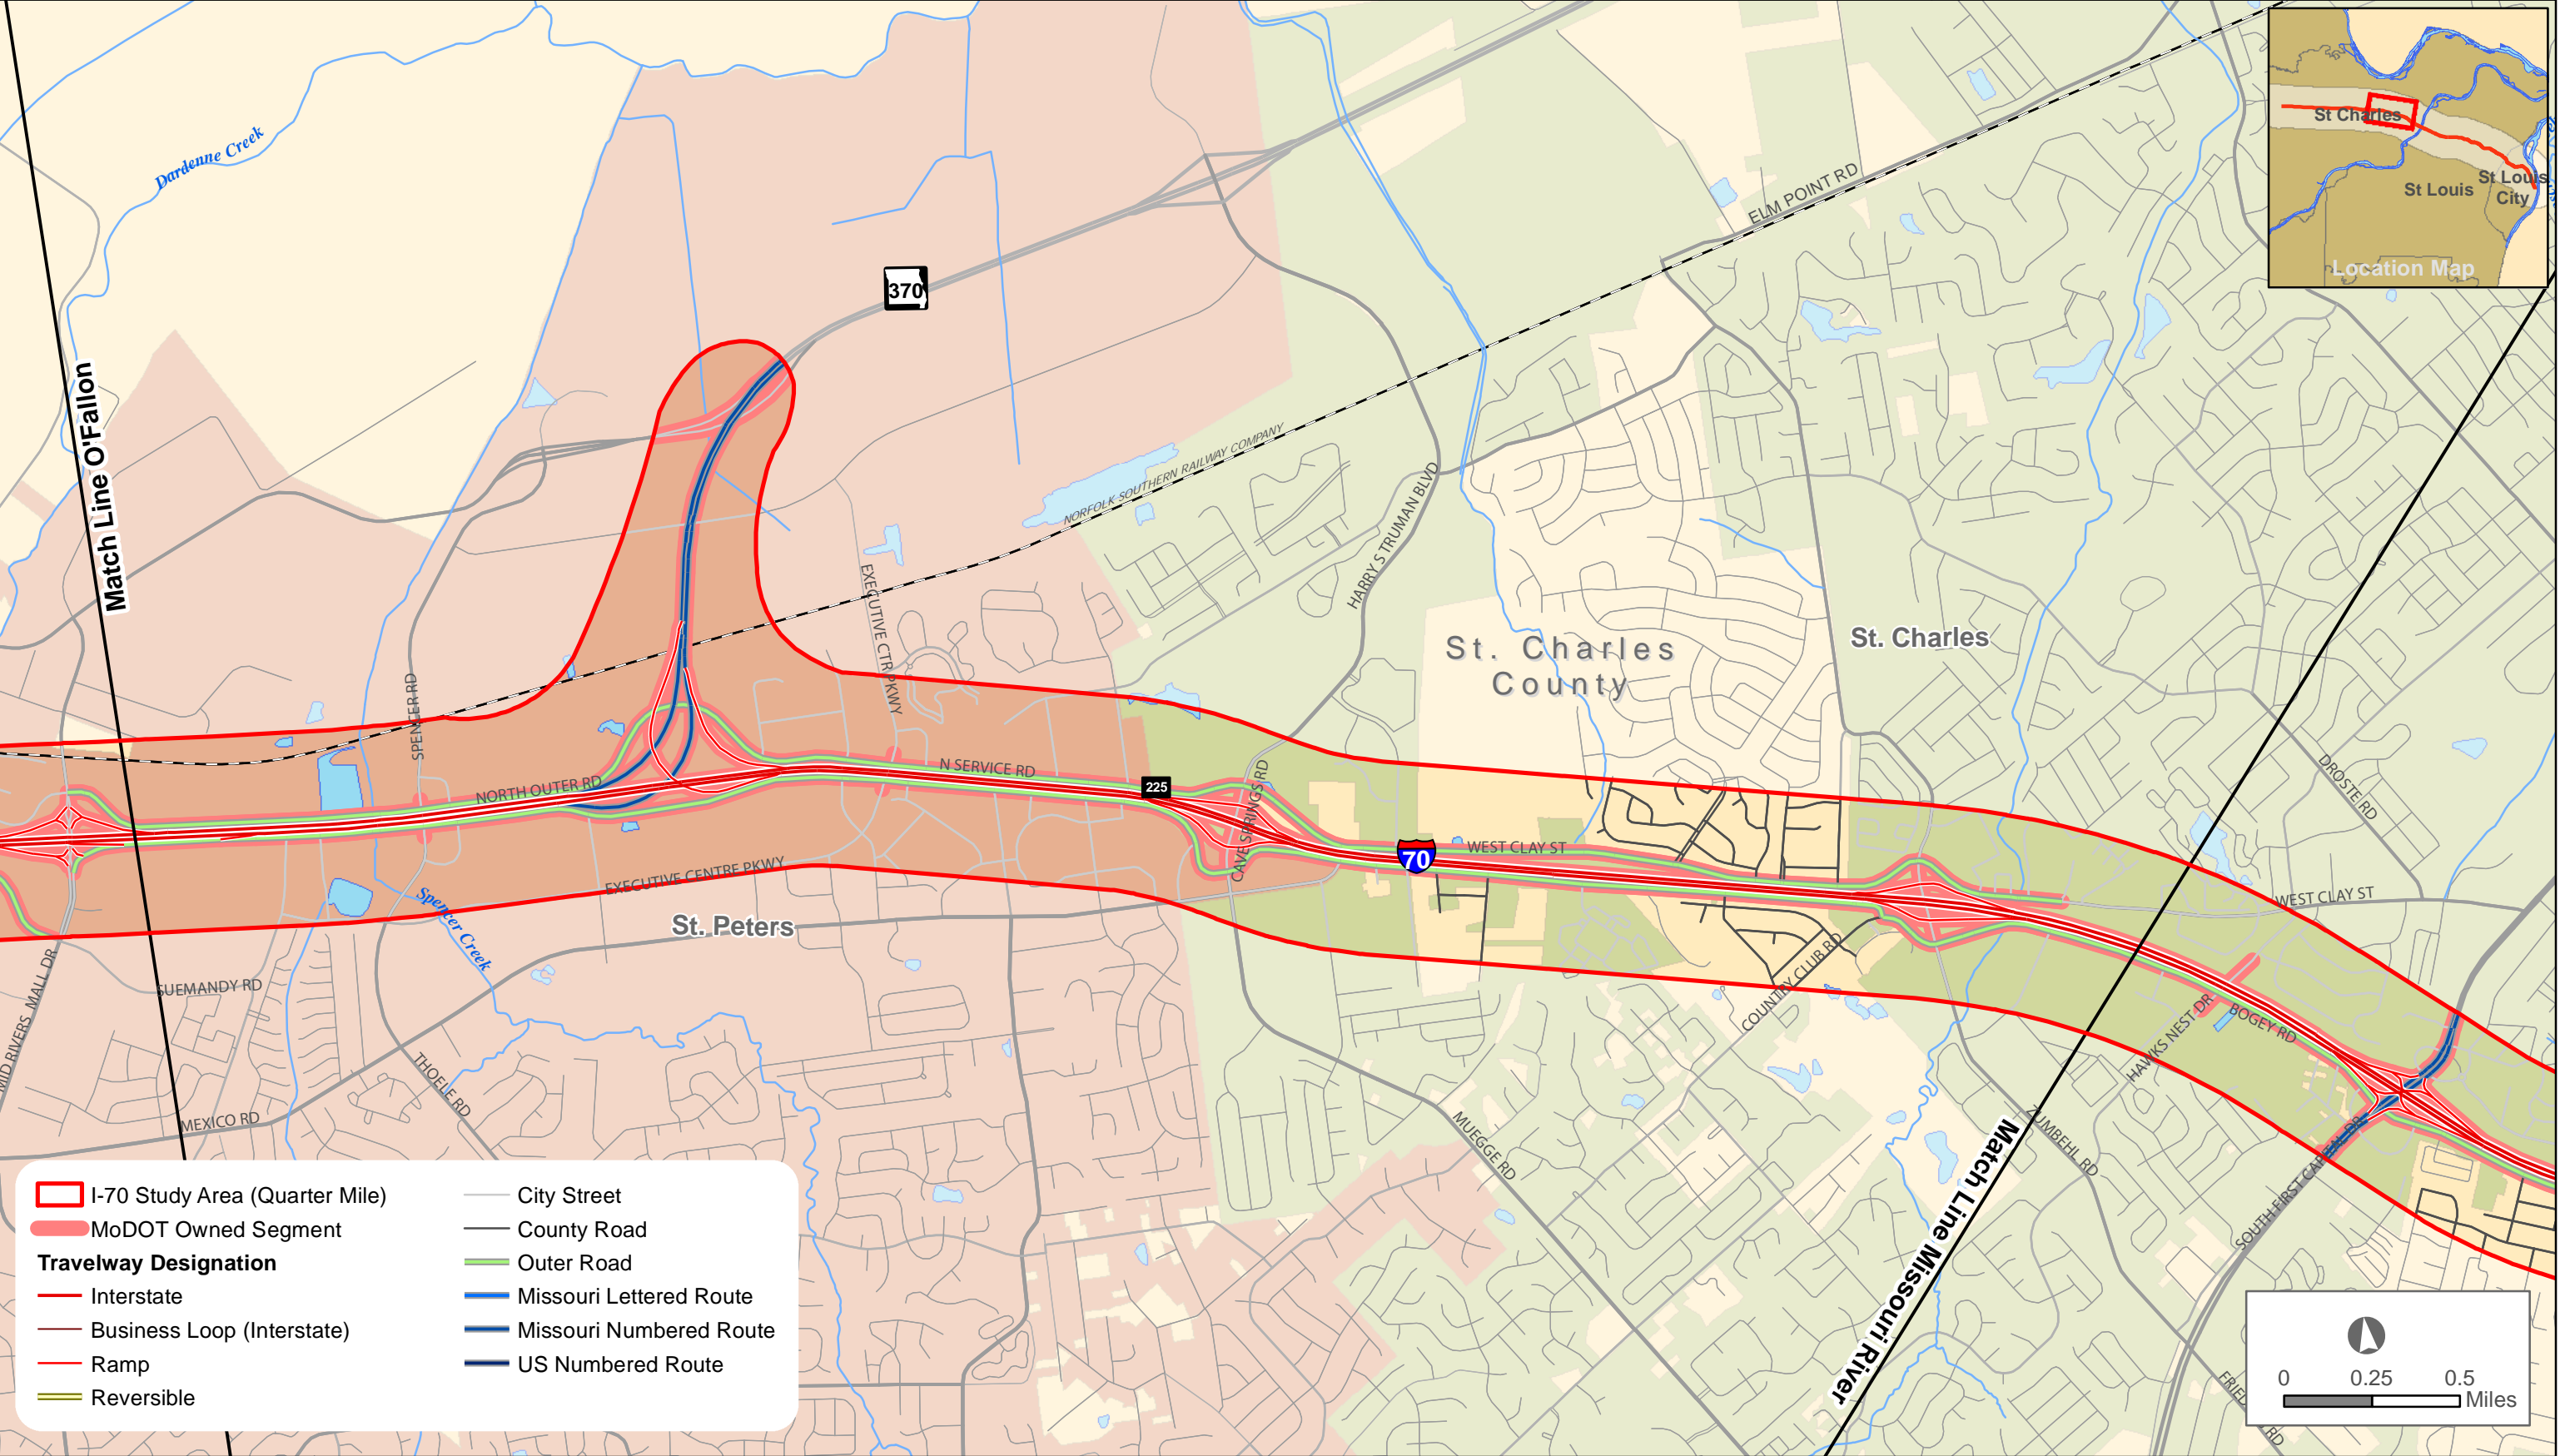 Dardenne Creek
370
ELM POINT RD
St Charles
St Louis
St Louis
City
Location Map
Match Line O'Fallon
NORFOLK SOUTHERN RAILWAY COMPANY
HARRY S TRUMAN BLVD
EXECUTIVE CTR PKWY
St. Charles
County
St. Charles
SPENCER RD
NORTH OUTER RD
N SERVICE RD
225
CAVE SPRINGS RD
70
WEST CLAY ST
DROSTE RD
WEST CLAY ST
EXECUTIVE CENTRE PKWY
St. Peters
Spencer Creek
MID RIVERS MALL DR
SUEMANDY RD
COUNTRY CLUB RD
HAWKS NEST DR
BOGEY RD
THOELE RD
MEXICO RD
MUEGGE RD
ZUMBEHL RD
SOUTH FIRST CAPITAL DR
Match Line Missouri River
I-70 Study Area (Quarter Mile)
MoDOT Owned Segment
Travelway Designation
Interstate
Business Loop (Interstate)
Ramp
Reversible
City Street
County Road
Outer Road
Missouri Lettered Route
Missouri Numbered Route
US Numbered Route
0 0.25 0.5
Miles